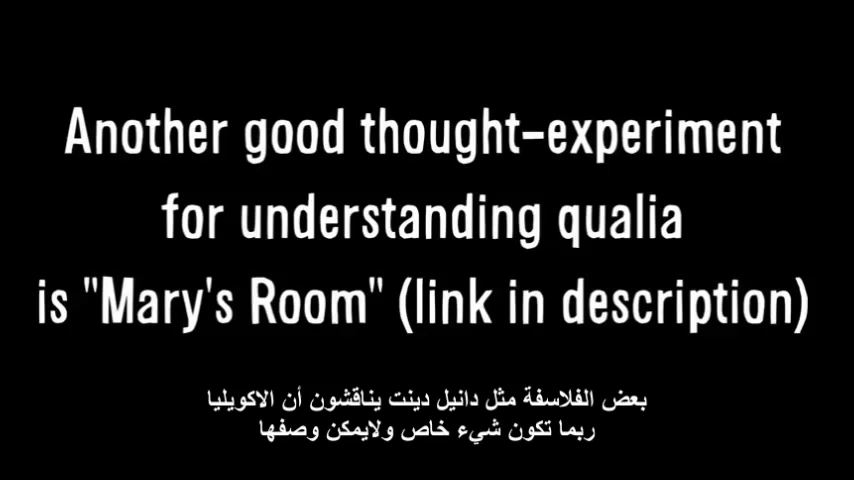 Another good thought-experiment
for understanding qualia
is "Mary's Room" (link in description)
بعض الفلاسفة مثل دانيل دينت يناقشون أن الاكويليا
ربما تكون شيء خاص ولايمكن وصفها